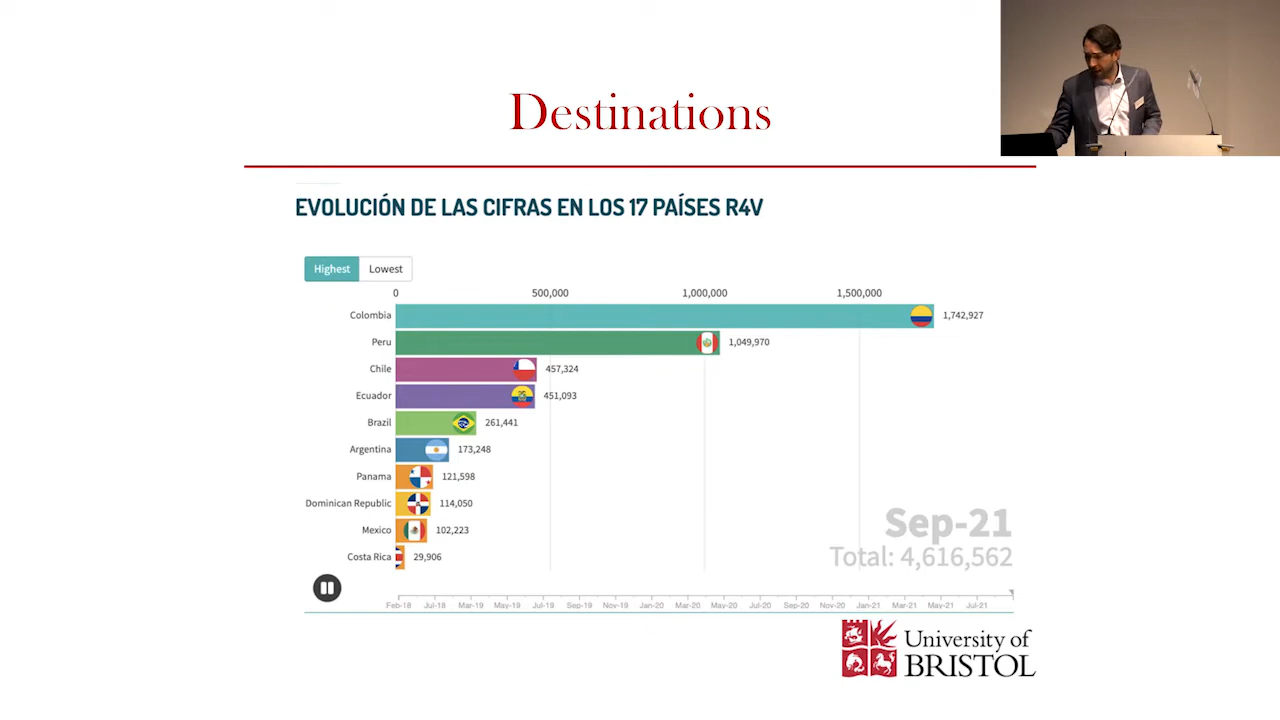 Destinations
EVOLUCIÓN DE LAS CIFRAS EN LOS 17 PAÍSES R4V
Highest Lowest
0 500,000 1,000,000 1,500,000
Colombia 1,742,927
Peru 1,049,970
Chile 457,324
Ecuador 451,093
Brazil 261,441
Argentina 173,248
Panama 121,598
Dominican Republic 114,050
Mexico 102,223
Costa Rica 29,906
Sep-21
Total: 4,616,562
Feb-18 Jul-18 Mar-19 May-19 Jul-19 Sep-19 Nov-19 Jan-20 Mar-20 May-20 Jul-20 Sep-20 Nov-20 Jan-21 Mar-21 May-21 Jul-21
University of
BRISTOL